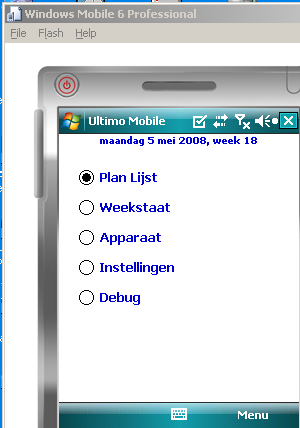 Windows Mobile 6 Professional
File Flash Help
Ultimo Mobile
maandag 5 mei 2008, week 18
Plan Lijst
Weekstaat
Apparaat
Instellingen
Debug
Menu